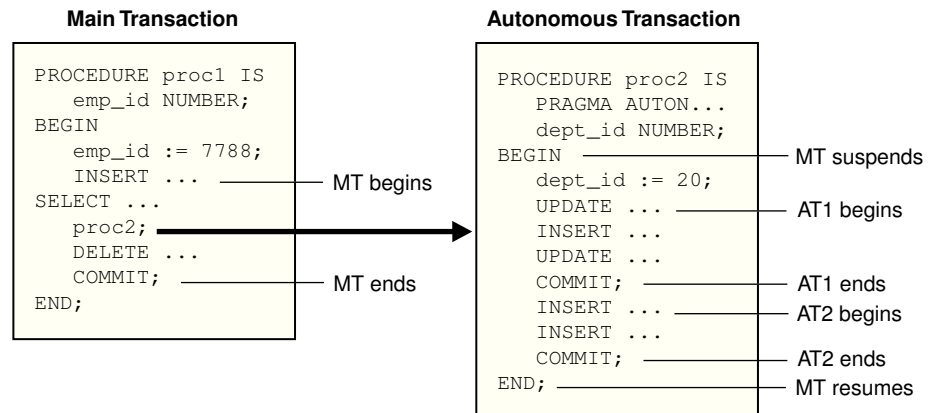 Main Transaction
PROCEDURE proc1 IS
emp_id NUMBER;
BEGIN
emp_id := 7788;
INSERT ...
MT begins
SELECT ...
proc2;
DELETE ...
COMMIT;
MT ends
END;
Autonomous Transaction
PROCEDURE proc2 IS
PRAGMA AUTON...
dept_id NUMBER;
BEGIN
MT suspends
dept_id := 20;
UPDATE ...
AT1 begins
INSERT ...
UPDATE ...
COMMIT;
AT1 ends
INSERT ...
AT2 begins
INSERT ...
COMMIT;
AT2 ends
END;
MT resumes